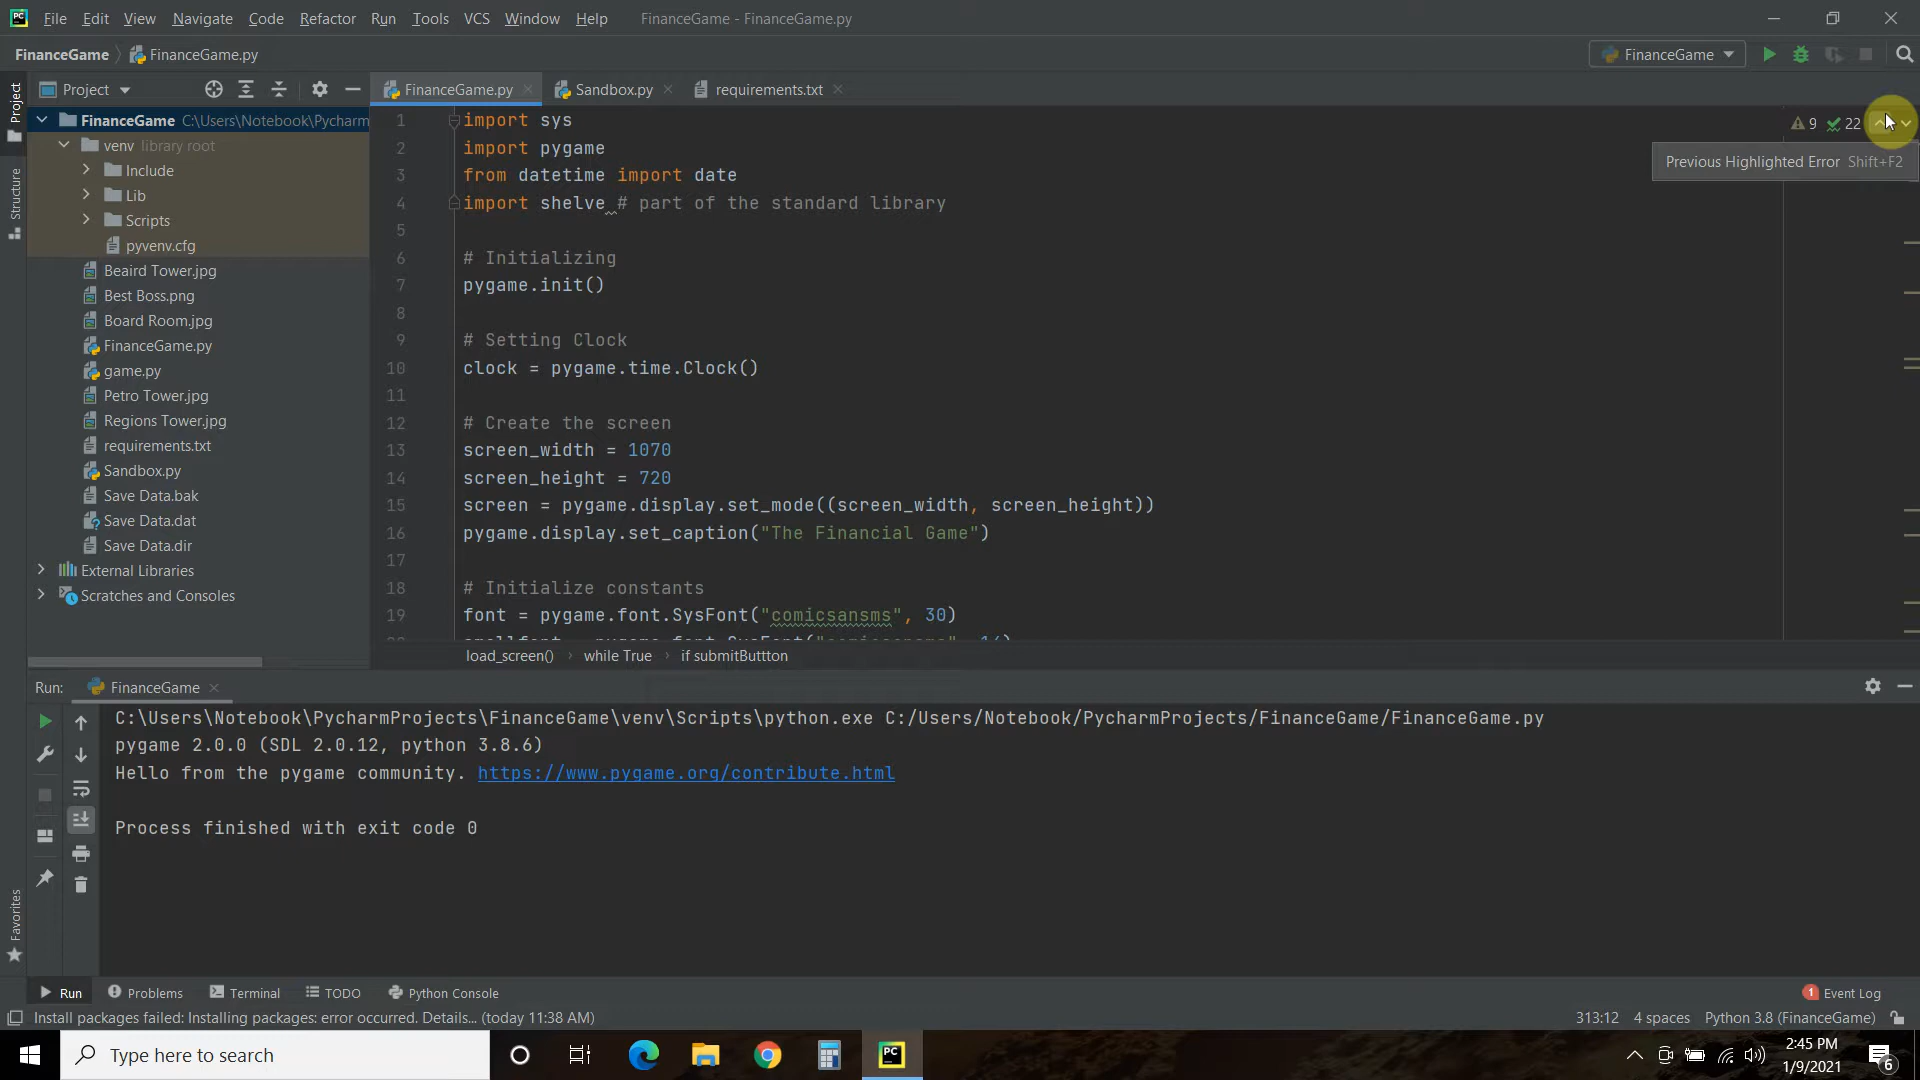 PC File Edit View Navigate Code Refactor Run Tools VCS Window Help FinanceGame - FinanceGame.py
FinanceGame FinanceGame.py FinanceGame
Project FinanceGame.py Sandbox.py requirements.txt
Project
Structure
Favorites
FinanceGame C:\Users\Notebook\Pycharm
venv library root
Include
Lib
Scripts
pyvenv.cfg
Beaird Tower.jpg
Best Boss.png
Board Room.jpg
FinanceGame.py
game.py
Petro Tower.jpg
Regions Tower.jpg
requirements.txt
Sandbox.py
Save Data.bak
Save Data.dat
Save Data.dir
External Libraries
Scratches and Consoles
9 22
Previous Highlighted Error Shift+F2
1 import sys
2 import pygame
3 from datetime import date
4 import shelve # part of the standard library
5
6 # Initializing
7 pygame.init()
8
9 # Setting Clock
10 clock = pygame.time.Clock()
11
12 # Create the screen
13 screen_width = 1070
14 screen_height = 720
15 screen = pygame.display.set_mode((screen_width, screen_height))
16 pygame.display.set_caption("The Financial Game")
17
18 # Initialize constants
19 font = pygame.font.SysFont("comicsansms", 30)
load_screen() › while True › if submitButtton
Run: FinanceGame
C:\Users\Notebook\PycharmProjects\FinanceGame\venv\Scripts\python.exe C:/Users/Notebook/PycharmProjects/FinanceGame/FinanceGame.py
pygame 2.0.0 (SDL 2.0.12, python 3.8.6)
Hello from the pygame community. https://www.pygame.org/contribute.html
Process finished with exit code 0
Run Problems Terminal TODO Python Console 1 Event Log
Install packages failed: Installing packages: error occurred. Details... (today 11:38 AM) 313:12 4 spaces Python 3.8 (FinanceGame)
Type here to search PC
2:45 PM
1/9/2021
6